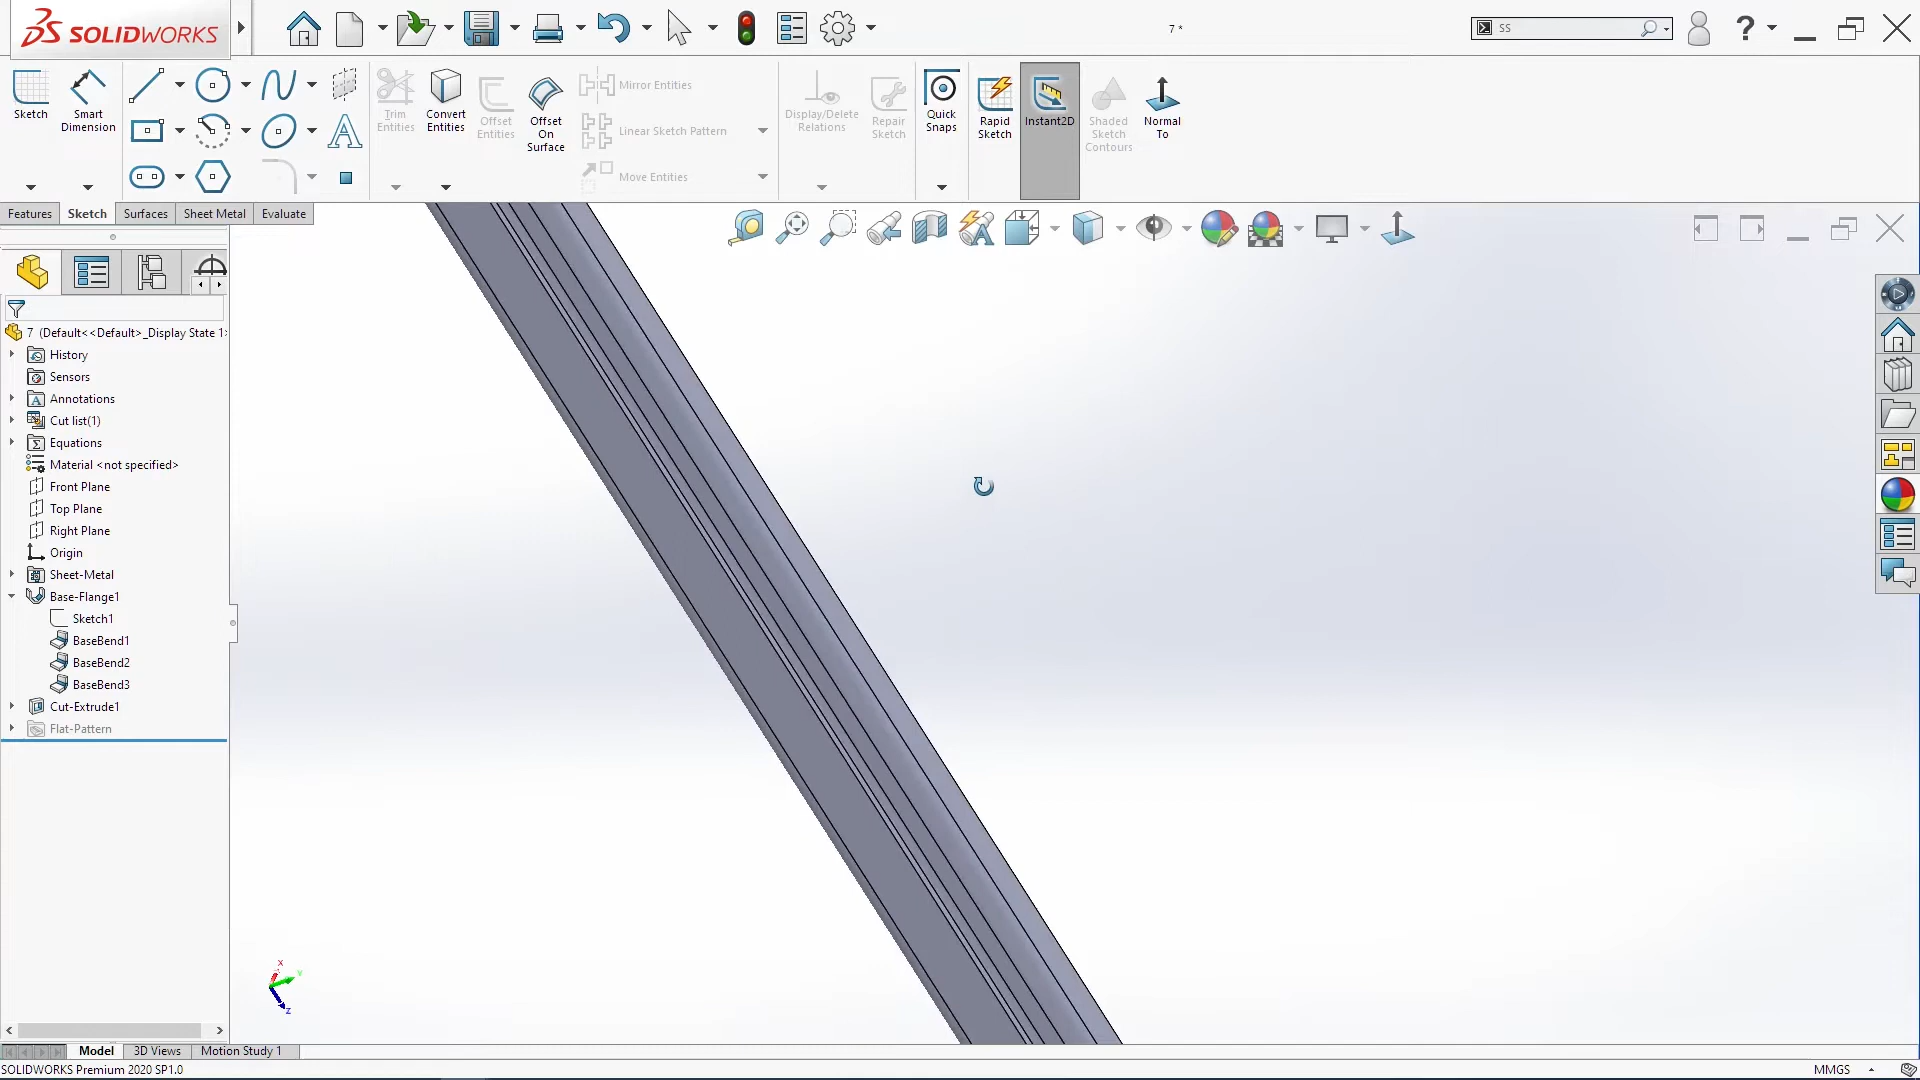 SOLIDWORKS
7 *
ss
Sketch
Smart Dimension
Trim Entities
Convert Entities
Offset Entities
Offset On Surface
Mirror Entities
Linear Sketch Pattern
Move Entities
Display/Delete Relations
Repair Sketch
Quick Snaps
Rapid Sketch
Instant2D
Shaded Sketch Contours
Normal To
Features
Sketch
Surfaces
Sheet Metal
Evaluate
7 (Default<<Default>_Display State 1>
History
Sensors
Annotations
Cut list(1)
Equations
Material <not specified>
Front Plane
Top Plane
Right Plane
Origin
Sheet-Metal
Base-Flange1
Sketch1
BaseBend1
BaseBend2
BaseBend3
Cut-Extrude1
Flat-Pattern
X
Y
Z
Model
3D Views
Motion Study 1
SOLIDWORKS Premium 2020 SP1.0
MMGS